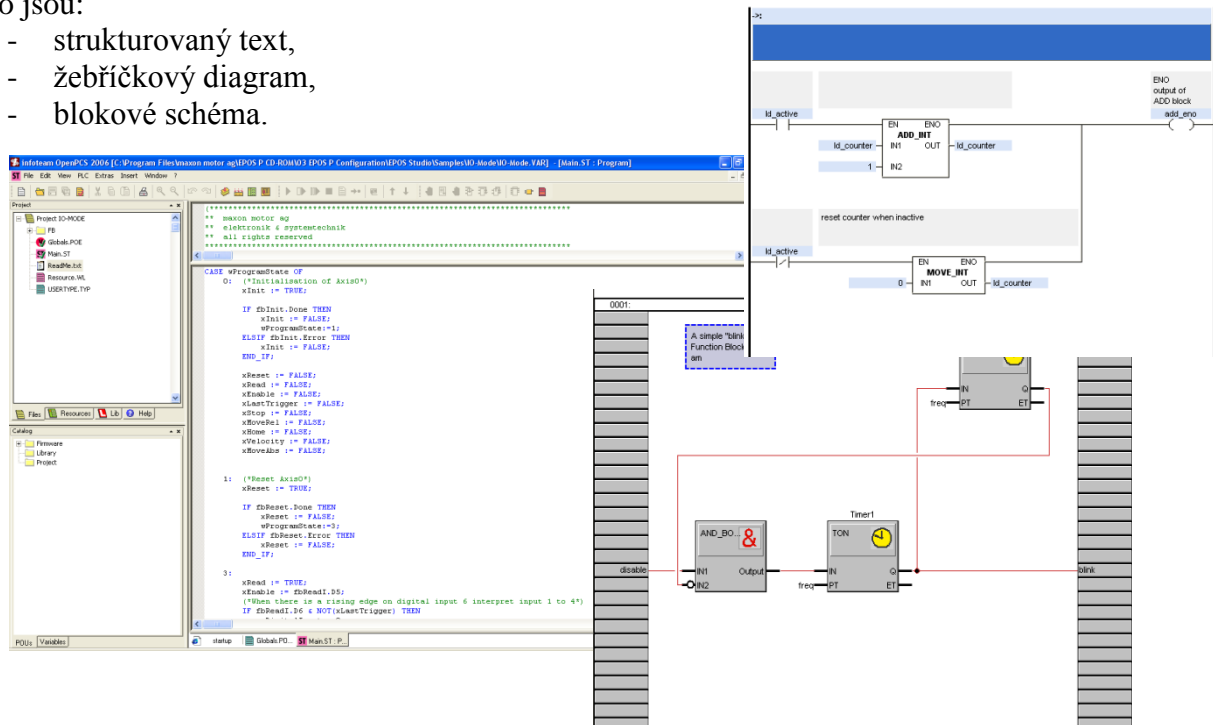 jsou:
- strukturovaný text,
- žebříčkový diagram,
- blokové schéma.
infoteam OpenPCS 2006 [C:\Program Files\maxon motor ag\EPOS P CD-ROM\03 EPOS P Configuration\EPOS Studio\Samples\IO-Mode\IO-Mode.VAR] - [Main.ST : Program]
ST File Edit View PLC Extras Insert Window ?
Project
Project IO-MODE
FB
Globals.POE
Main.ST
ReadMe.txt
Resource.WL
USERTYPE.TYP
Files Resources Lib Help
Catalog
Firmware
Library
Project
POUs Variables
** maxon motor ag
** elektronik & systemtechnik
** all rights reserved
CASE wProgramState OF
0: (*Initialisation of Axis0*)
xInit := TRUE;
IF fbInit.Done THEN
xInit := FALSE;
wProgramState:=1;
ELSIF fbInit.Error THEN
xInit := FALSE;
END_IF;
xReset := FALSE;
xRead := FALSE;
xEnable := FALSE;
xLastTrigger := FALSE;
xStop := FALSE;
xMoveRel := FALSE;
xHome := FALSE;
xVelocity := FALSE;
xMoveAbs := FALSE;
1: (*Reset Axis0*)
xReset := TRUE;
IF fbReset.Done THEN
xReset := FALSE;
wProgramState:=3;
ELSIF fbReset.Error THEN
xReset := FALSE;
END_IF;
3:
xRead := TRUE;
xEnable := fbReadI.D5;
(*When there is a rising edge on digital input 6 interpret input 1 to 4*)
IF fbReadI.D6 & NOT(xLastTrigger) THEN
startup Globals.PO... ST Main.ST : P...
->:
ENO
output of
ADD block
ld_active
add_eno
EN ENO
ADD_INT
ld_counter IN1 OUT ld_counter
1 IN2
reset counter when inactive
ld_active
EN ENO
MOVE_INT
0 IN1 OUT ld_counter
0001:
A simple "blink
Function Block
am
IN Q
freq PT ET
Timer1
AND_BO... &
TON
disable IN1 Output IN Q blink
IN2 freq PT ET